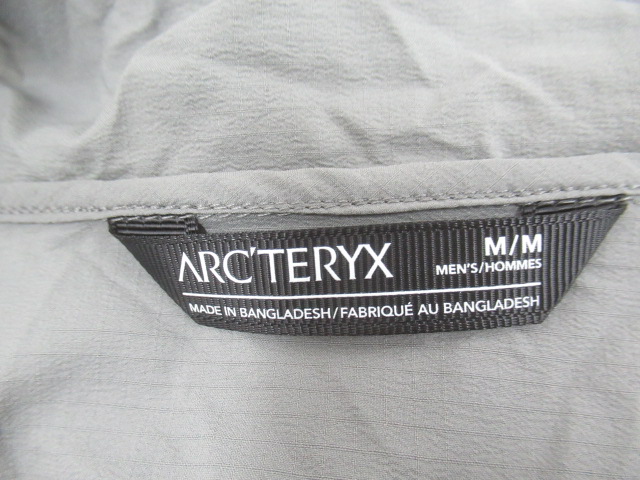 ARC'TERYX
M/M
MEN'S/HOMMES
MADE IN BANGLADESH/FABRIQUÉ AU BANGLADESH